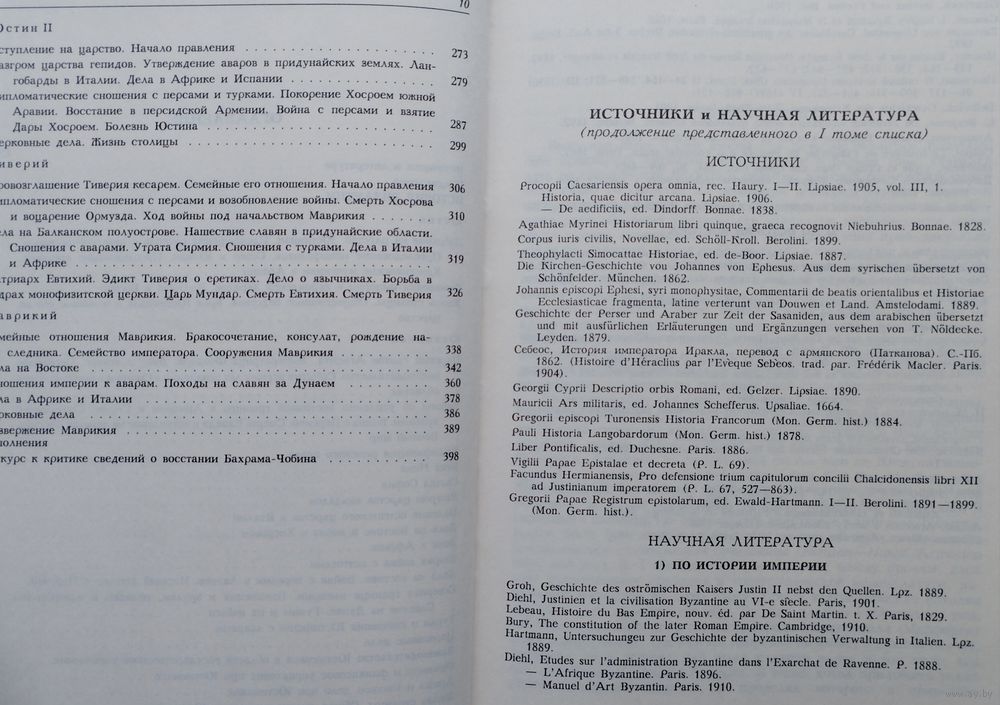 10
Юстин II
ступление на царство. Начало правления 273
азгром царства гепидов. Утверждение аваров в придунайских землях. Лан-
гобарды в Италии. Дела в Африке и Испании 279
ипломатические сношения с персами и турками. Покорение Хосроем южной
Аравии. Восстание в персидской Армении. Война с персами и взятие
Дары Хосроем. Болезнь Юстина 287
ерковные дела. Жизнь столицы 299
иверий
ровозглашение Тиверия кесарем. Семейные его отношения. Начало правления 306
ипломатические сношения с персами и возобновление войны. Смерть Хосрова
и воцарение Ормузда. Ход войны под начальством Маврикия 310
ела на Балканском полуострове. Нашествие славян в придунайские области.
Сношения с аварами. Утрата Сирмия. Сношения с турками. Дела в Италии
и Африке 319
атриарх Евтихий. Эдикт Тиверия о еретиках. Дело о язычниках. Борьба в
драх монофизитской церкви. Царь Мундар. Смерть Евтихия. Смерть Тиверия 326
аврикий
мейные отношения Маврикия. Бракосочетание, консулат, рождение на-
следника. Семейство императора. Сооружения Маврикия 338
ла на Востоке 342
ношения империи к аварам. Походы на славян за Дунаем 360
ла в Африке и Италии 378
рковные дела 386
звержение Маврикия 389
полнения
курс к критике сведений о восстании Бахрама-Чобина 398
ИСТОЧНИКИ и НАУЧНАЯ ЛИТЕРАТУРА
(продолжение представленного в I томе списка)
ИСТОЧНИКИ
Procopii Caesariensis opera omnia, rec. Haury. I—II. Lipsiae. 1905, vol. III, 1.
Historia, quae dicitur arcana. Lipsiae. 1906.
— De aedificiis, ed. Dindorff. Bonnae. 1838.
Agathiae Myrinei Historiarum libri quinque, graeca recognovit Niebuhrius. Bonnae. 1828.
Corpus iuris civilis, Novellae, ed. Schöll-Kroll. Berolini. 1899.
Theophylacti Simocattae Historiae, ed. de-Boor. Lipsiae. 1887.
Die Kirchen-Geschichte vou Johannes von Ephesus. Aus dem syrischen übersetzt von
Schönfelder. München. 1862.
Johannis episcopi Ephesi, syri monophysitae, Commentarii de beatis orientalibus et Historiae
Ecclesiasticae fragmenta, latine verterunt van Douwen et Land. Amstelodami. 1889.
Geschichte der Perser und Araber zur Zeit der Sasaniden, aus dem arabischen übersetzt
und mit ausfürlichen Erläuterungen und Ergänzungen versehen von T. Nöldecke.
Leyden. 1879.
Себеос, История императора Иракла, перевод с армянского (Патканова). С.-Пб.
1862. (Histoire d'Héraclius par l'Evêque Sebèos. trad. par. Frédérik Macler. Paris.
1904).
Georgii Cyprii Descriptio orbis Romani, ed. Gelzer. Lipsiae. 1890.
Mauricii Ars militaris, ed. Johannes Schefferus. Upsaliae. 1664.
Gregorii episcopi Turonensis Historia Francorum (Mon. Germ. hist.) 1884.
Pauli Historia Langobardorum (Mon. Germ. hist.) 1878.
Liber Pontificalis, ed. Duchesne. Paris. 1886.
Vigilii Papae Epistalae et decreta (P. L. 69).
Facundus Hermianensis, Pro defensione trium capitulorum concilii Chalcidonensis libri XII
ad Justinianum imperatorem (P. L. 67, 527—863).
Gregorii Papae Registrum epistolarum, ed. Ewald-Hartmann. I—II. Berolini. 1891—1899.
(Mon. Germ. hist.).
НАУЧНАЯ ЛИТЕРАТУРА
1) ПО ИСТОРИИ ИМПЕРИИ
Groh, Geschichte des oströmischen Kaisers Justin II nebst den Quellen. Lpz. 1889.
Diehl, Justinien et la civilisation Byzantine au VI-e siècle. Paris, 1901.
Lebeau, Histoire du Bas Empire, nouv. éd. par De Saint Martin. t. X. Paris, 1829.
Bury, The constitution of the later Roman Empire. Cambridge, 1910.
Hartmann, Untersuchungeu zur Geschichte der byzantinischen Verwaltung in Italien. Lpz.
1889.
Diehl, Etudes sur l'administration Byzantine dans l'Exarchat de Ravenne. P. 1888.
— L'Afrique Byzantine. Paris. 1896.
— Manuel d'Art Byzantin. Paris. 1910.
www.ay.by